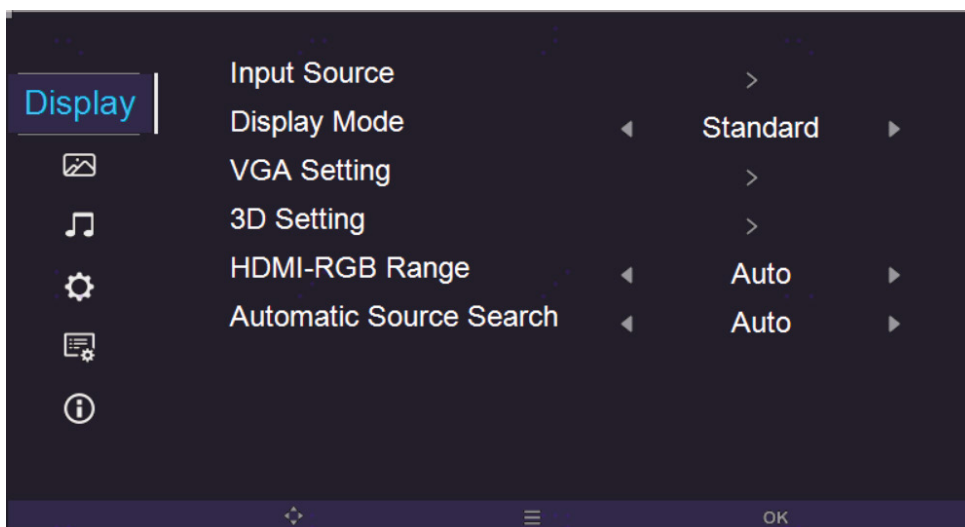 Display
Input Source
Display Mode
Standard
VGA Setting
3D Setting
HDMI-RGB Range
Auto
Automatic Source Search
Auto
OK